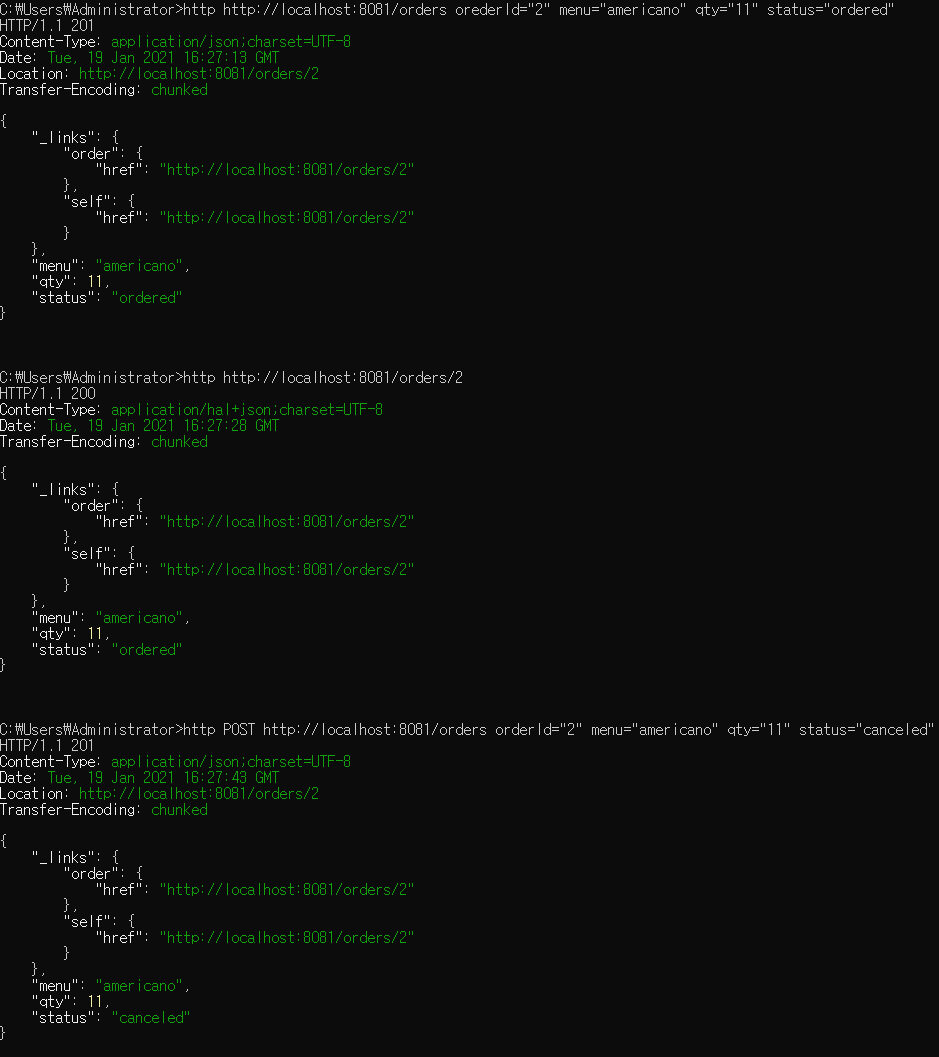 C:₩Users₩Administrator>http http://localhost:8081/orders orederId="2" menu="americano" qty="11" status="ordered"
HTTP/1.1 201
Content-Type: application/json;charset=UTF-8
Date: Tue, 19 Jan 2021 16:27:13 GMT
Location: http://localhost:8081/orders/2
Transfer-Encoding: chunked

{
    "_links": {
        "order": {
            "href": "http://localhost:8081/orders/2"
        },
        "self": {
            "href": "http://localhost:8081/orders/2"
        }
    },
    "menu": "americano",
    "qty": 11,
    "status": "ordered"
}

C:₩Users₩Administrator>http http://localhost:8081/orders/2
HTTP/1.1 200
Content-Type: application/hal+json;charset=UTF-8
Date: Tue, 19 Jan 2021 16:27:28 GMT
Transfer-Encoding: chunked

{
    "_links": {
        "order": {
            "href": "http://localhost:8081/orders/2"
        },
        "self": {
            "href": "http://localhost:8081/orders/2"
        }
    },
    "menu": "americano",
    "qty": 11,
    "status": "ordered"
}

C:₩Users₩Administrator>http POST http://localhost:8081/orders orderId="2" menu="americano" qty="11" status="canceled"
HTTP/1.1 201
Content-Type: application/json;charset=UTF-8
Date: Tue, 19 Jan 2021 16:27:43 GMT
Location: http://localhost:8081/orders/2
Transfer-Encoding: chunked

{
    "_links": {
        "order": {
            "href": "http://localhost:8081/orders/2"
        },
        "self": {
            "href": "http://localhost:8081/orders/2"
        }
    },
    "menu": "americano",
    "qty": 11,
    "status": "canceled"
}